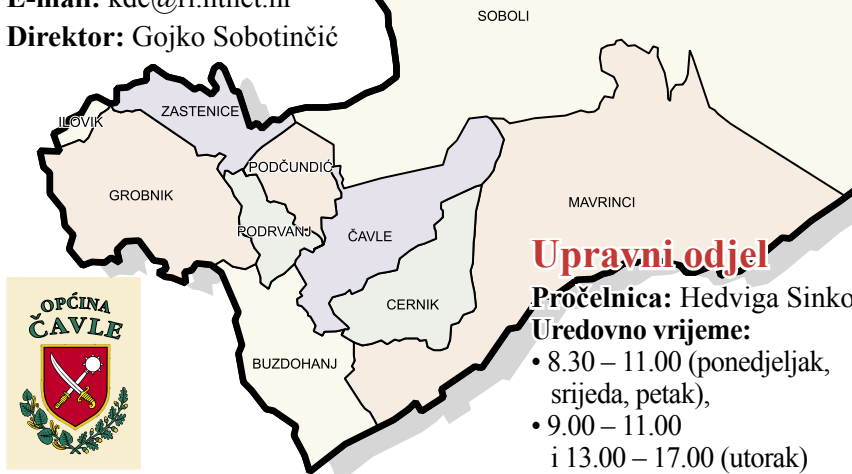 Direktor: Gojko Sobotinčić
SOBOLI
ZASTENICE
ILOVIK
PODČUNDIĆ
GROBNIK
MAVRINCI
PODRVANJ
ČAVLE
CERNIK
BUZDOHANJ
OPĆINA
ČAVLE
Upravni odjel
Pročelnica: Hedviga Sinko
Uredovno vrijeme:
• 8.30 – 11.00 (ponedjeljak,
srijeda, petak),
• 9.00 – 11.00
i 13.00 – 17.00 (utorak)